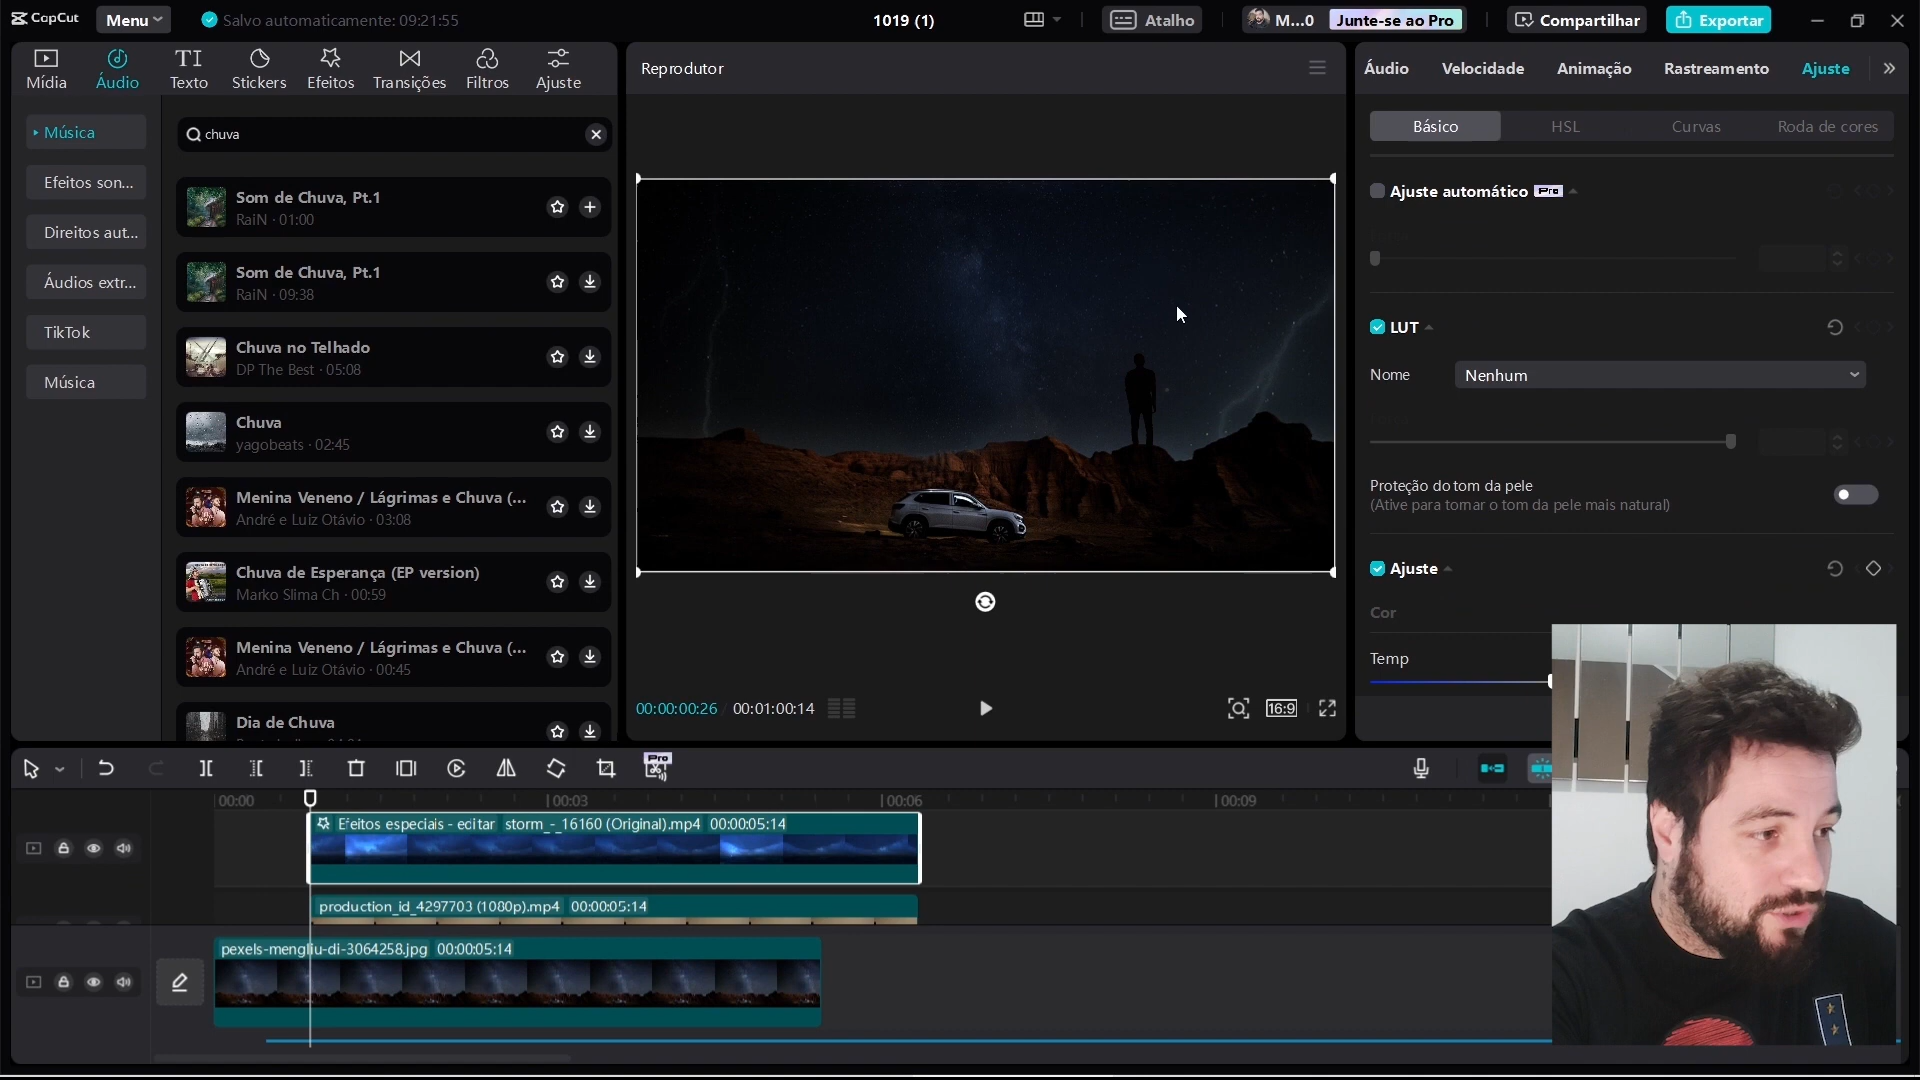 CapCut
Menu
Salvo automaticamente: 09:21:55
1019 (1)
Atalho
M...0
Junte-se ao Pro
Compartilhar
Exportar
Mídia
Áudio
TI
Texto
Stickers
Efeitos
Transições
Filtros
Ajuste
Música
Efeitos son...
Direitos aut...
Áudios extr...
TikTok
Música
chuva
Som de Chuva, Pt.1
RaiN · 01:00
Som de Chuva, Pt.1
RaiN · 09:38
Chuva no Telhado
DP The Best · 05:08
Chuva
yagobeats · 02:45
Menina Veneno / Lágrimas e Chuva (...
André e Luiz Otávio · 03:08
Chuva de Esperança (EP version)
Marko Slima Ch · 00:59
Menina Veneno / Lágrimas e Chuva (...
André e Luiz Otávio · 00:45
Dia de Chuva
Reprodutor
00:00:00:26
00:01:00:14
16:9
Áudio
Velocidade
Animação
Rastreamento
Ajuste
Básico
HSL
Curvas
Roda de cores
Ajuste automático
Pro
LUT
Nome
Nenhum
Proteção do tom da pele
(Ative para tornar o tom da pele mais natural)
Ajuste
Cor
Temp
Pro
00:00
00:03
00:06
00:09
Efeitos especiais - editar storm_-_16160 (Original).mp4 00:00:05:14
production_id_4297703 (1080p).mp4 00:00:05:14
pexels-mengliu-di-3064258.jpg 00:00:05:14